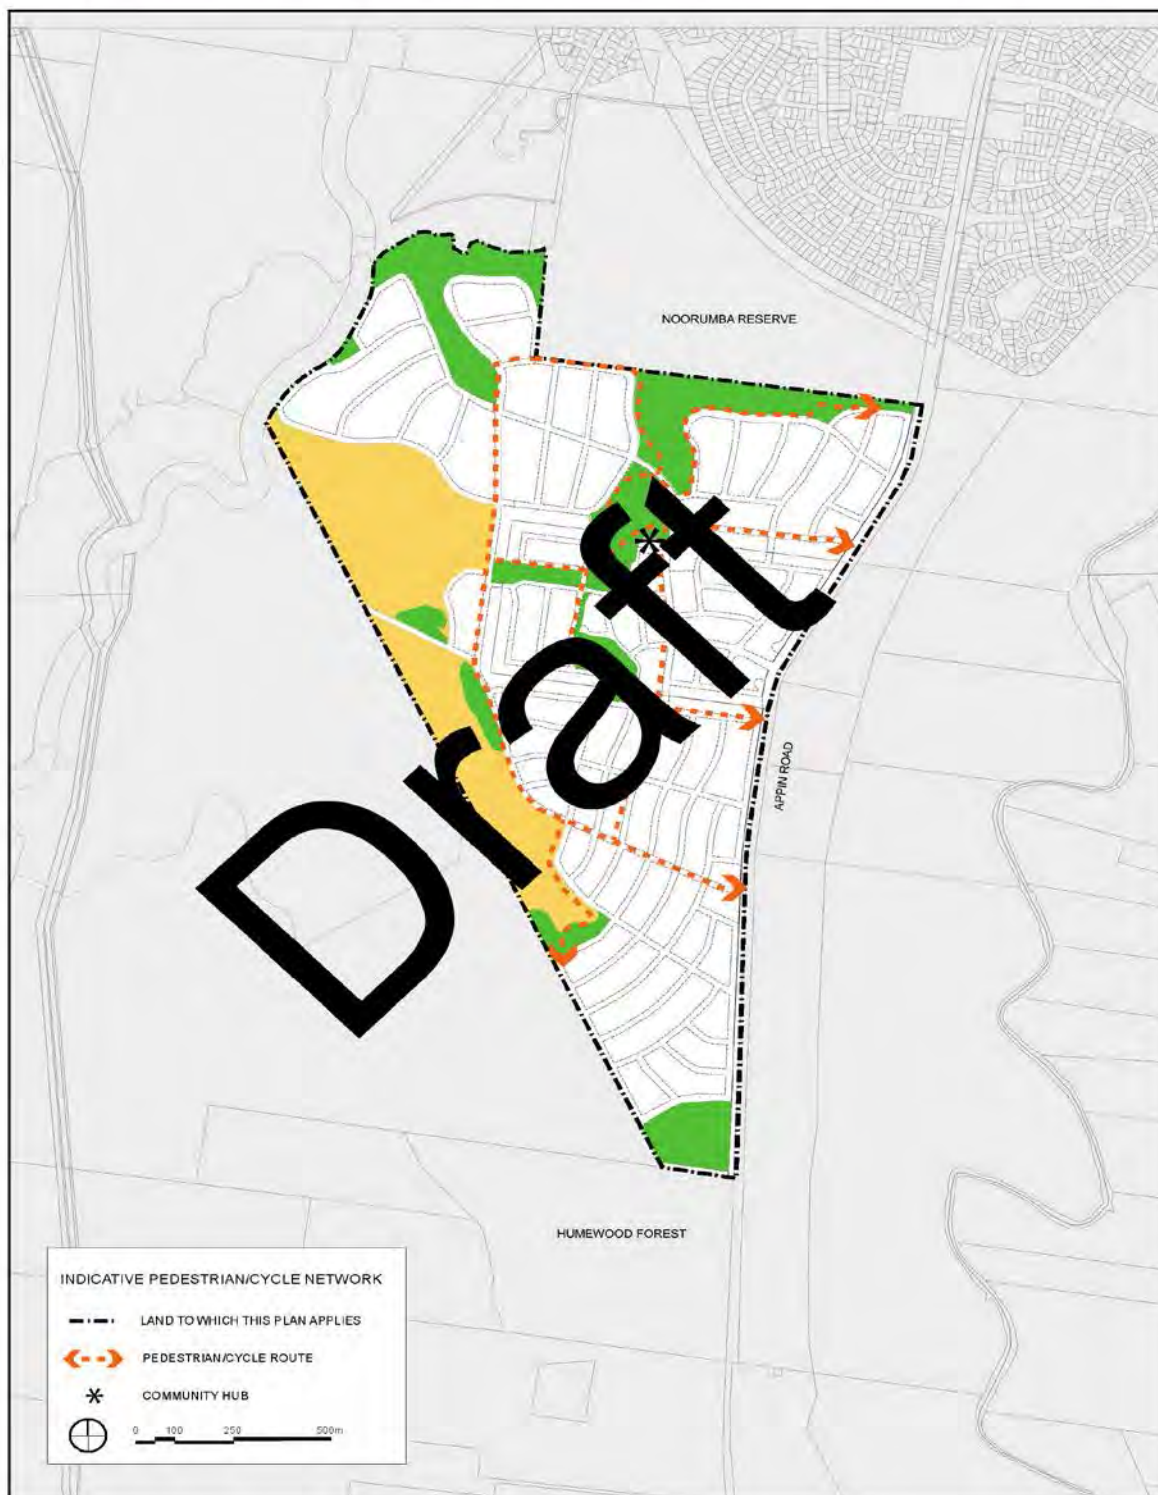 NOORUMBA RESERVE
Draft
APPIN ROAD
HUMEWOOD FOREST
INDICATIVE PEDESTRIAN/CYCLE NETWORK
LAND TO WHICH THIS PLAN APPLIES
PEDESTRIAN/CYCLE ROUTE
COMMUNITY HUB
0 100 250 500m